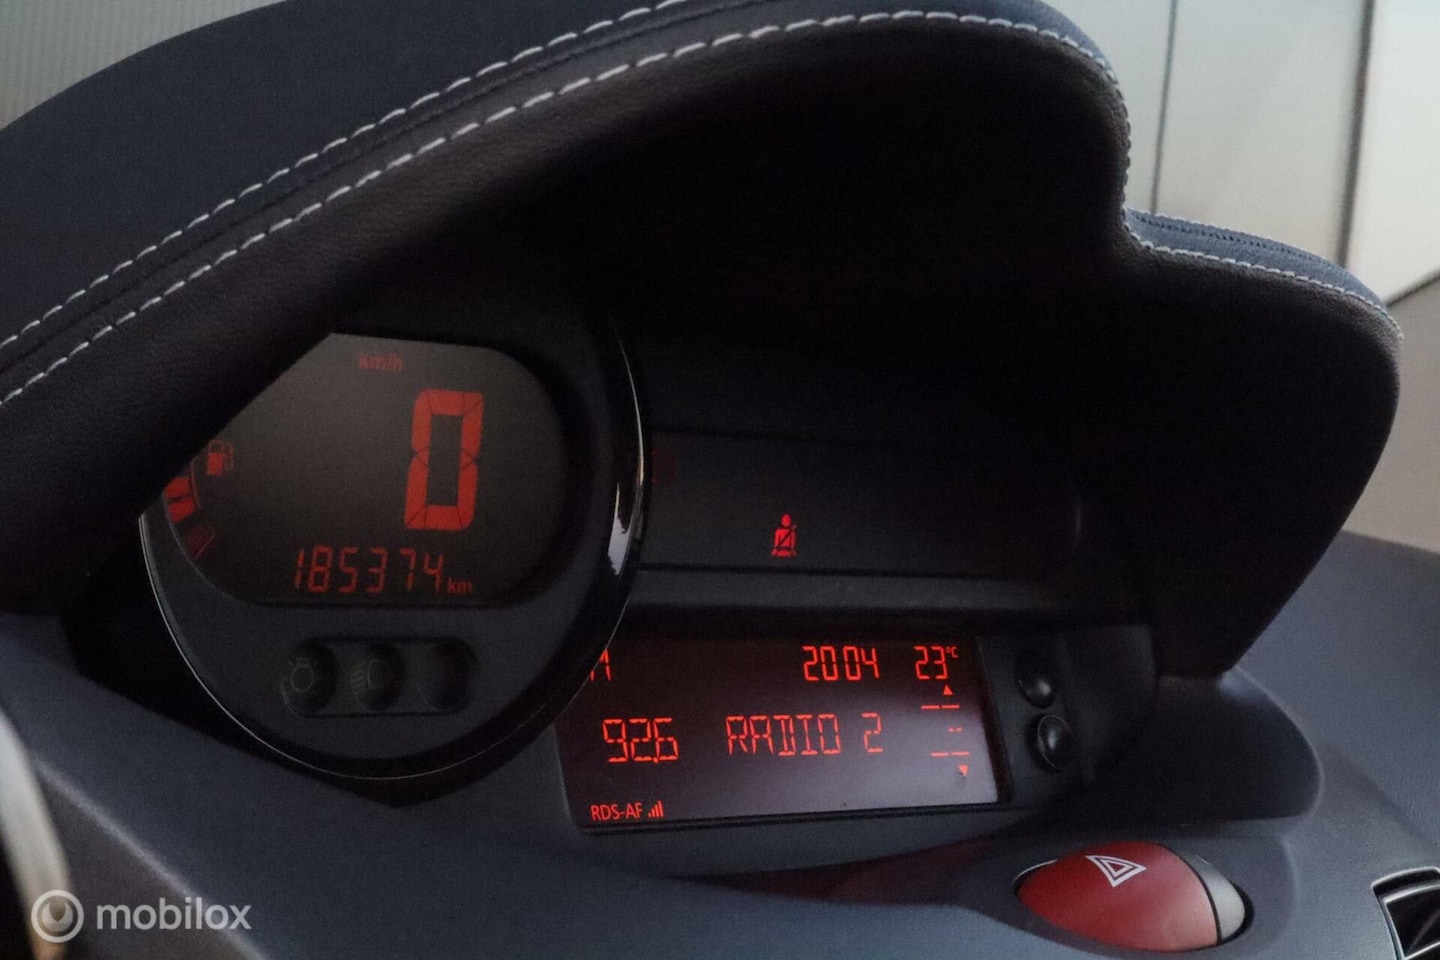 km/h
0
185374 km
2004 23°C
92.6 RADIO 2
RDS-AF
mobilox